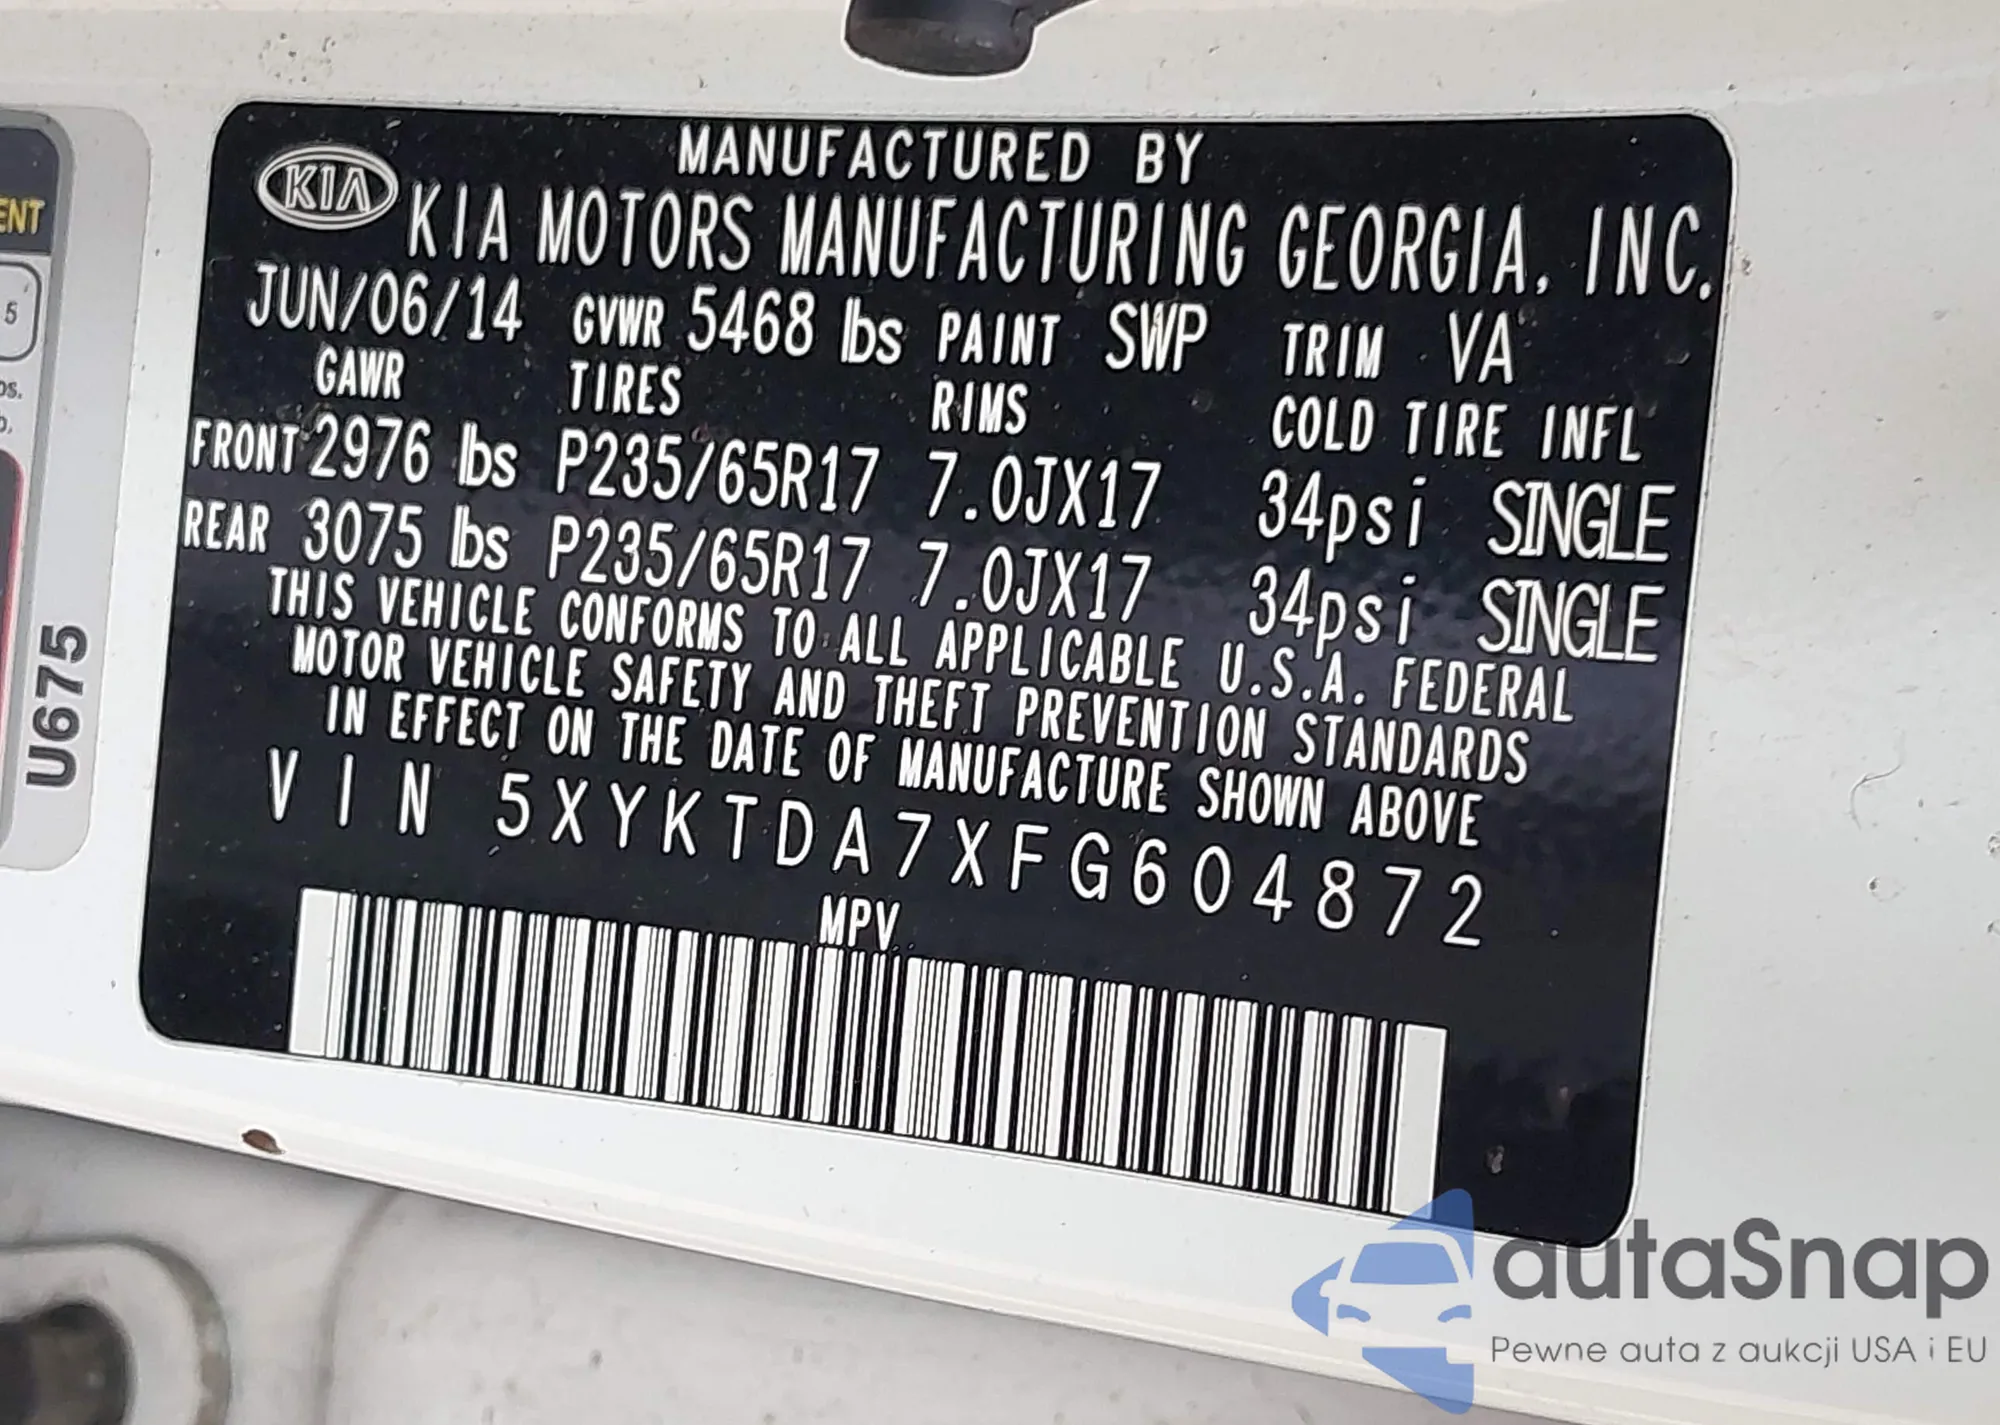 MANUFACTURED BY
KIA KIA MOTORS MANUFACTURING GEORGIA, INC.
JUN/06/14 GVWR 5468 lbs PAINT SWP TRIM VA
GAWR TIRES RIMS COLD TIRE INFL
FRONT 2976 lbs P235/65R17 7.0JX17 34psi SINGLE
REAR 3075 lbs P235/65R17 7.0JX17 34psi SINGLE
THIS VEHICLE CONFORMS TO ALL APPLICABLE U.S.A. FEDERAL
MOTOR VEHICLE SAFETY AND THEFT PREVENTION STANDARDS
IN EFFECT ON THE DATE OF MANUFACTURE SHOWN ABOVE
VIN 5XYKTDA7XFG604872
MPV
5
U675
autaSnap
Pewne auta z aukcji USA i EU